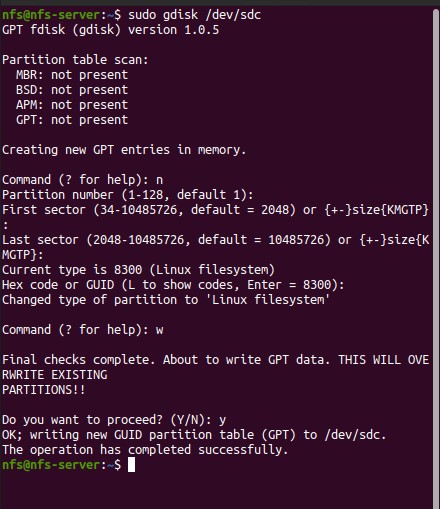 nfs@nfs-server:~$ sudo gdisk /dev/sdc
GPT fdisk (gdisk) version 1.0.5
Partition table scan:
MBR: not present
BSD: not present
APM: not present
GPT: not present
Creating new GPT entries in memory.
Command (? for help): n
Partition number (1-128, default 1):
First sector (34-10485726, default = 2048) or {+-}size{KMGTP}
:
Last sector (2048-10485726, default = 10485726) or {+-}size{K
MGTP}:
Current type is 8300 (Linux filesystem)
Hex code or GUID (L to show codes, Enter = 8300):
Changed type of partition to 'Linux filesystem'
Command (? for help): w
Final checks complete. About to write GPT data. THIS WILL OVE
RWRITE EXISTING
PARTITIONS!!
Do you want to proceed? (Y/N): y
OK; writing new GUID partition table (GPT) to /dev/sdc.
The operation has completed successfully.
nfs@nfs-server:~$